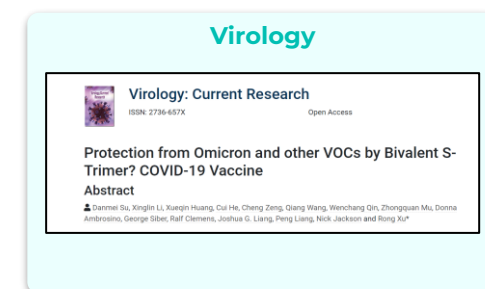 Virology
Virology: Current Research
ISSN: 2736-657X Open Access
Protection from Omicron and other VOCs by Bivalent S-
Trimer? COVID-19 Vaccine
Abstract
Danmei Su, Xinglin Li, Xueqin Huang, Cui He, Cheng Zeng, Qiang Wang, Wenchang Qin, Zhongquan Mu, Donna
Ambrosino, George Siber, Ralf Clemens, Joshua G. Liang, Peng Liang, Nick Jackson and Rong Xu*